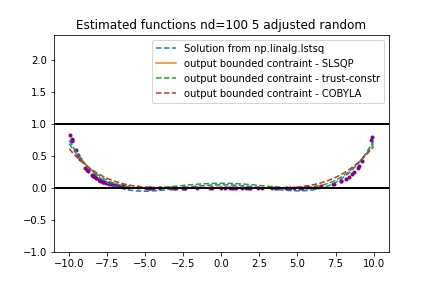 Estimated functions nd=100 5 adjusted random
Solution from np.linalg.lstsq
output bounded contraint - SLSQP
output bounded contraint - trust-constr
output bounded contraint - COBYLA
2.0
1.5
1.0
0.5
0.0
−0.5
−1.0
−10.0 −7.5 −5.0 −2.5 0.0 2.5 5.0 7.5 10.0